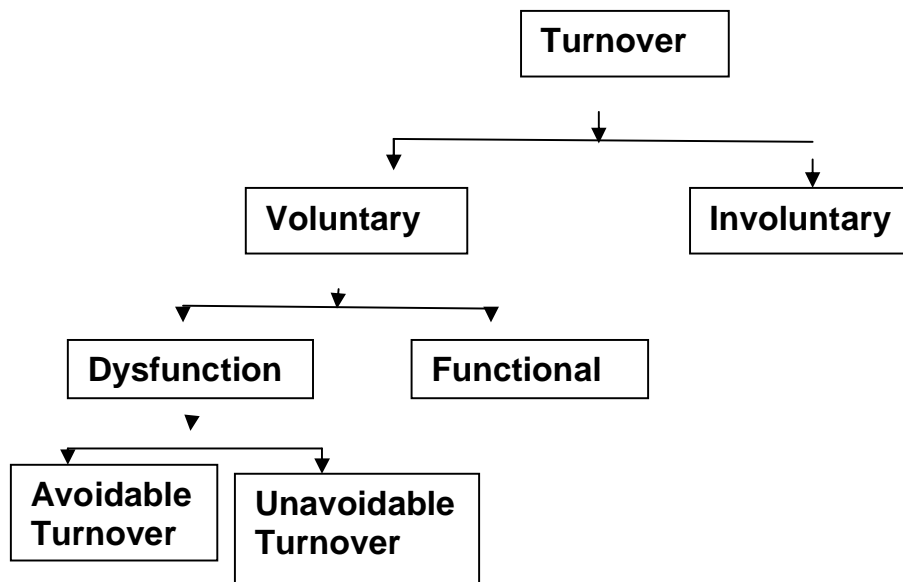 Turnover
Voluntary
Involuntary
Dysfunction
Functional
Avoidable
Turnover
Unavoidable
Turnover